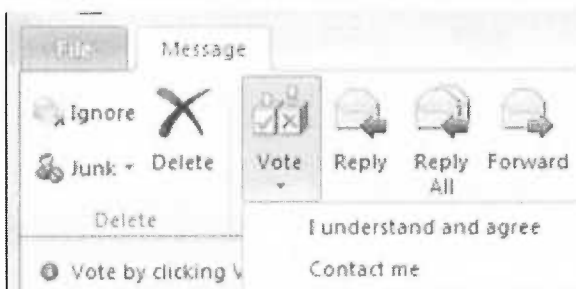 File Message
Ignore
Junk Delete Vote Reply Reply Forward
All
Delete
I understand and agree
Vote by clicking V
Contact me